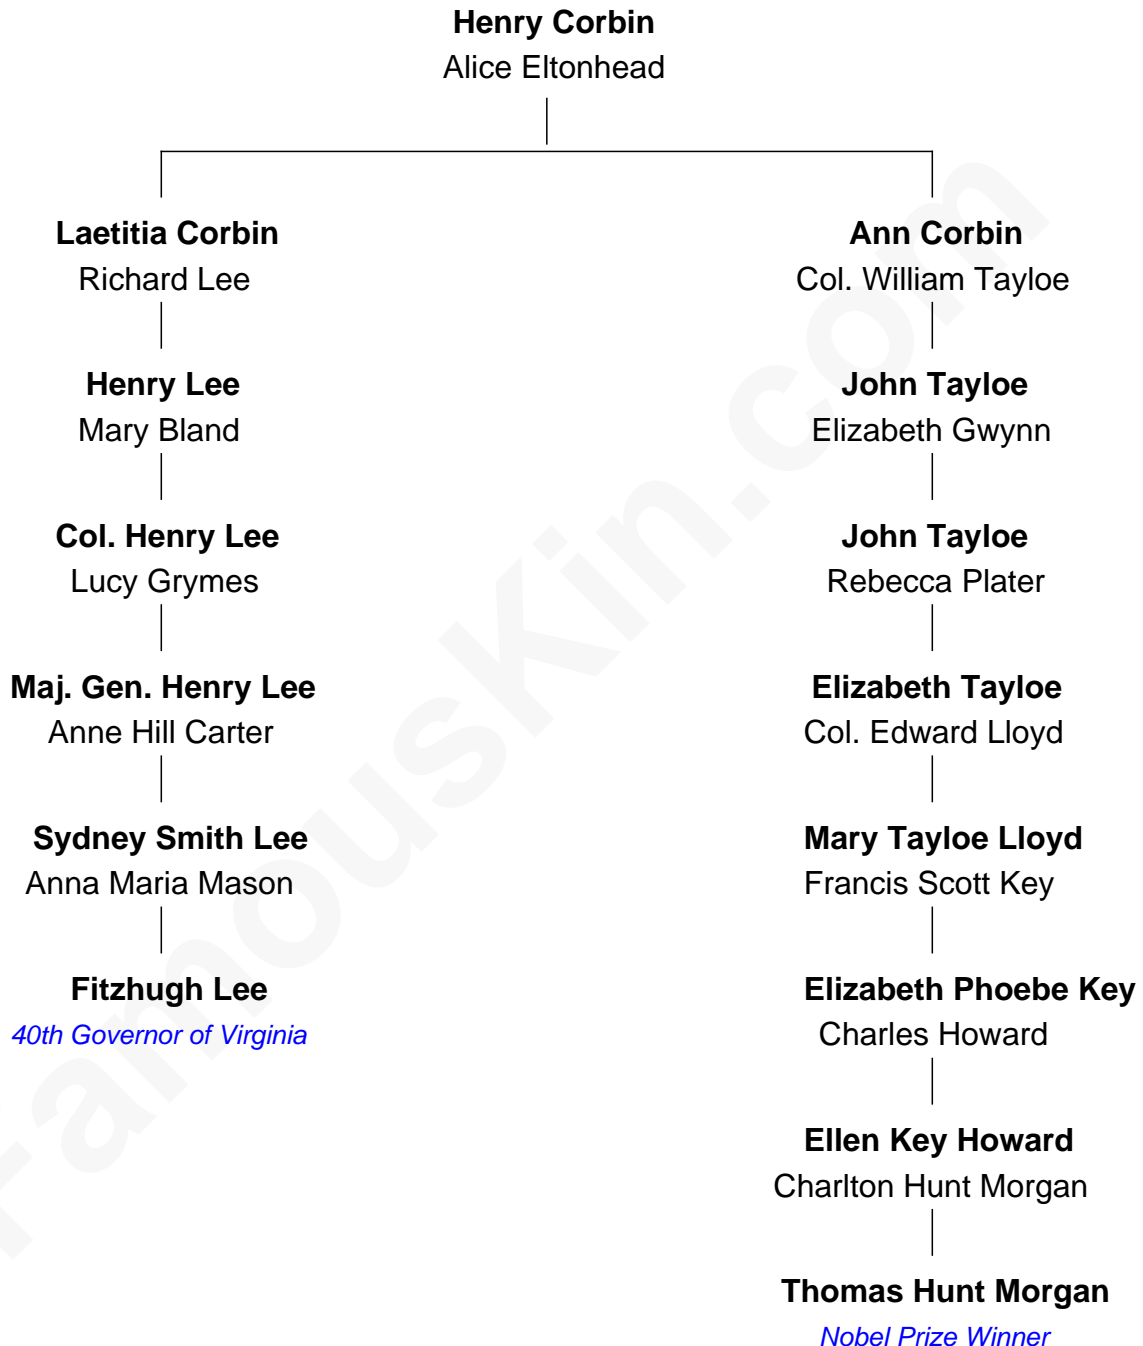 Henry Corbin
Alice Eltonhead
Laetitia Corbin
Richard Lee
Ann Corbin
Col. William Tayloe
Henry Lee
Mary Bland
John Tayloe
Elizabeth Gwynn
Col. Henry Lee
Lucy Grymes
John Tayloe
Rebecca Plater
Maj. Gen. Henry Lee
Anne Hill Carter
Elizabeth Tayloe
Col. Edward Lloyd
Sydney Smith Lee
Anna Maria Mason
Mary Tayloe Lloyd
Francis Scott Key
Fitzhugh Lee
40th Governor of Virginia
Elizabeth Phoebe Key
Charles Howard
Ellen Key Howard
Charlton Hunt Morgan
Thomas Hunt Morgan
Nobel Prize Winner
FamousKin.com